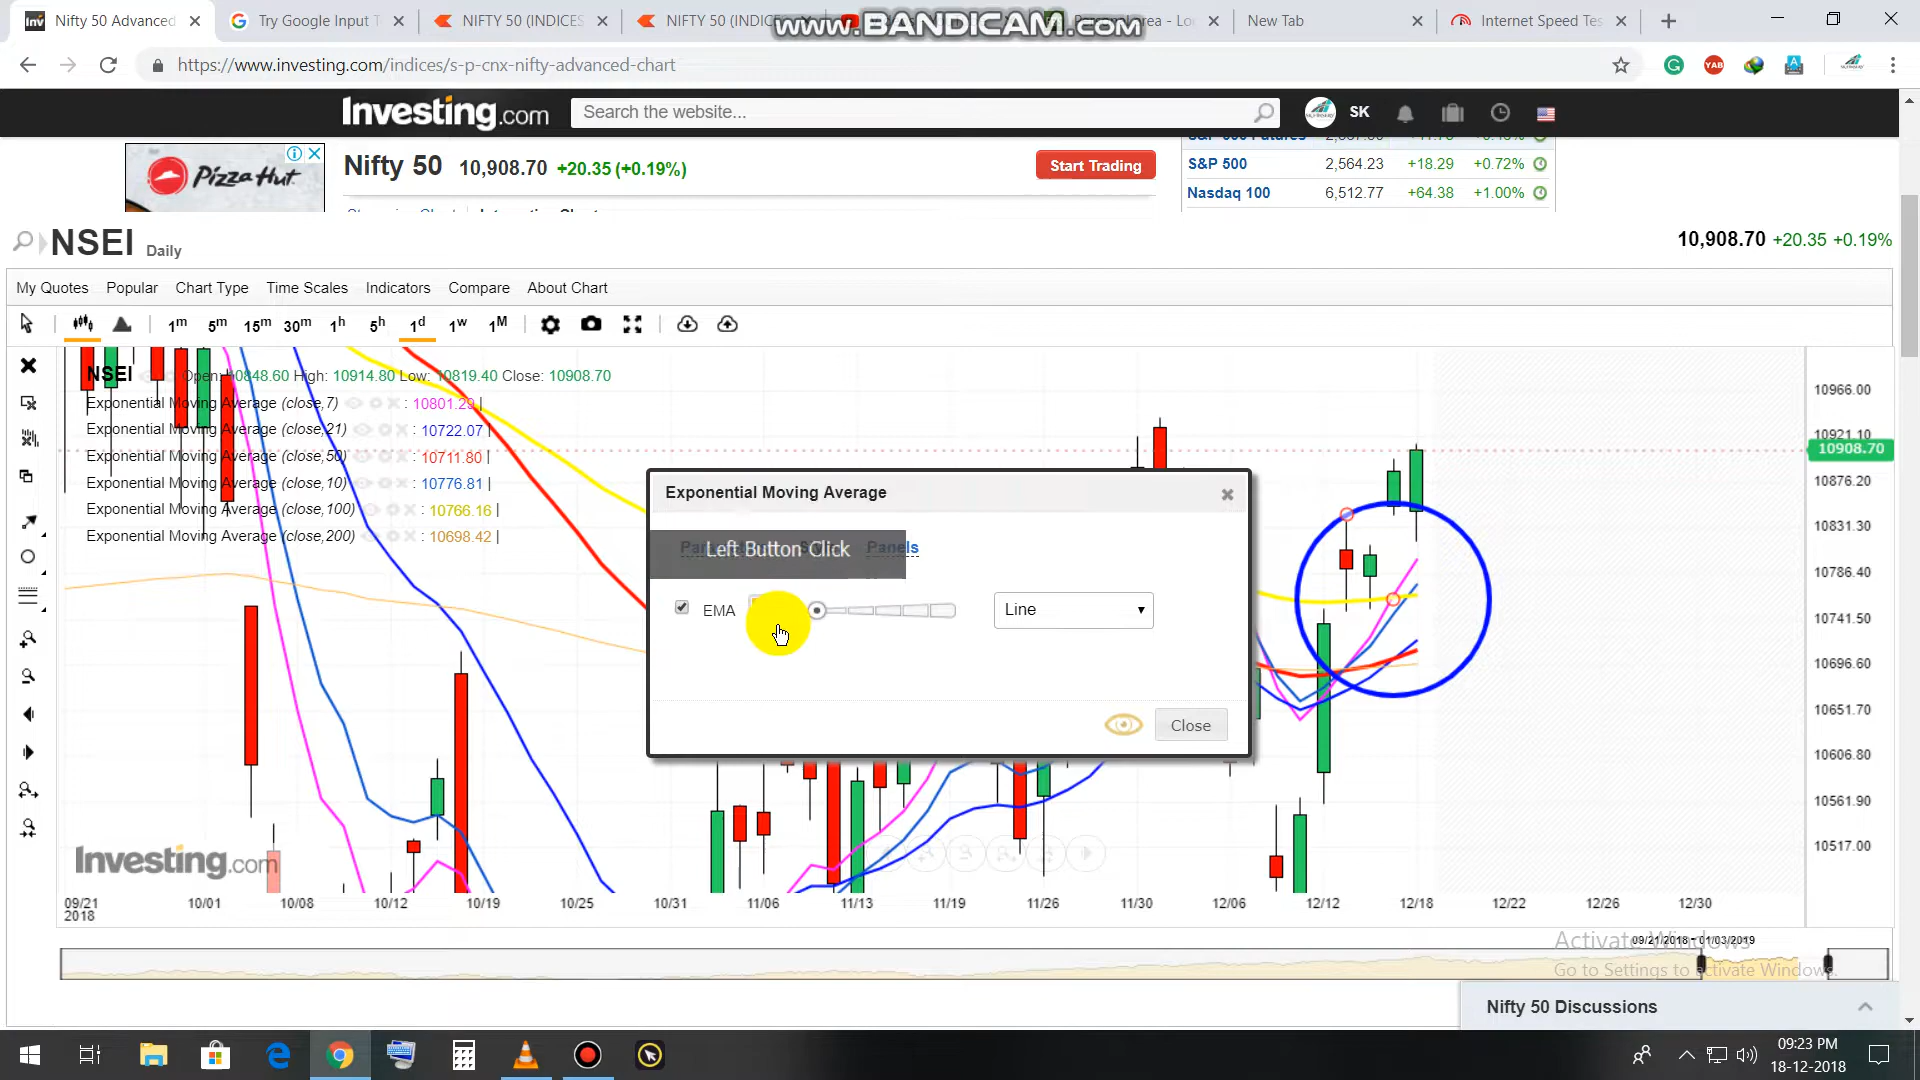 Nifty 50 Advanced
Try Google Input T
NIFTY 50 (INDICES
NIFTY 50 (INDICES
New Tab
Internet Speed Tes
www.BANDICAM.com
https://www.investing.com/indices/s-p-cnx-nifty-advanced-chart
Investing.com
Search the website...
SK
Pizza Hut
Nifty 50 10,908.70 +20.35 (+0.19%)
Start Trading
S&P 500 2,564.23 +18.29 +0.72%
Nasdaq 100 6,512.77 +64.38 +1.00%
NSEI Daily
10,908.70 +20.35 +0.19%
My Quotes Popular Chart Type Time Scales Indicators Compare About Chart
1m 5m 15m 30m 1h 5h 1d 1w 1M
NSEI Open: 10848.60 High: 10914.80 Low: 10819.40 Close: 10908.70
Exponential Moving Average (close,7) : 10801.29 |
Exponential Moving Average (close,21) : 10722.07 |
Exponential Moving Average (close,50) : 10711.80 |
Exponential Moving Average (close,10) : 10776.81 |
Exponential Moving Average (close,100) : 10766.16 |
Exponential Moving Average (close,200) : 10698.42 |
Exponential Moving Average
Left Button Click
Panels
EMA
Line
Close
10966.00
10921.10
10908.70
10876.20
10831.30
10786.40
10741.50
10696.60
10651.70
10606.80
10561.90
10517.00
Investing.com
09/21 10/01 10/08 10/12 10/19 10/25 10/31 11/06 11/13 11/19 11/26 11/30 12/06 12/12 12/18 12/22 12/26 12/30
2018
Activate Windows
09/21/2018 - 01/03/2019
Go to Settings to activate Windows.
Nifty 50 Discussions
09:23 PM
18-12-2018